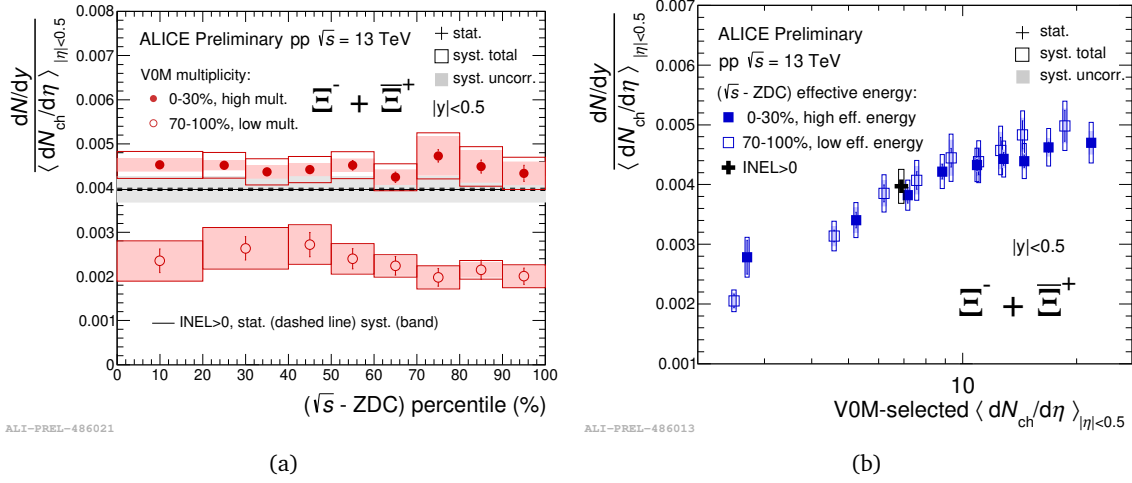 dN/dy
⟨ dN_ch/dη ⟩_|η|<0.5
0.008
0.007
0.006
0.005
0.004
0.003
0.002
0.001
0
ALICE Preliminary pp √s = 13 TeV
V0M multiplicity:
0-30%, high mult.
70-100%, low mult.
Ξ⁻ + Ξ̅⁺
stat.
syst. total
syst. uncorr.
|y|<0.5
INEL>0, stat. (dashed line) syst. (band)
0 10 20 30 40 50 60 70 80 90 100
(√s - ZDC) percentile (%)
ALI-PREL-486021
(a)
dN/dy
⟨ dN_ch/dη ⟩_|η|<0.5
0.007
0.006
0.005
0.004
0.003
0.002
0.001
ALICE Preliminary
pp √s = 13 TeV
(√s - ZDC) effective energy:
0-30%, high eff. energy
70-100%, low eff. energy
INEL>0
stat.
syst. total
syst. uncorr.
|y|<0.5
Ξ⁻ + Ξ̅⁺
10
V0M-selected ⟨ dN_ch/dη ⟩_|η|<0.5
ALI-PREL-486013
(b)